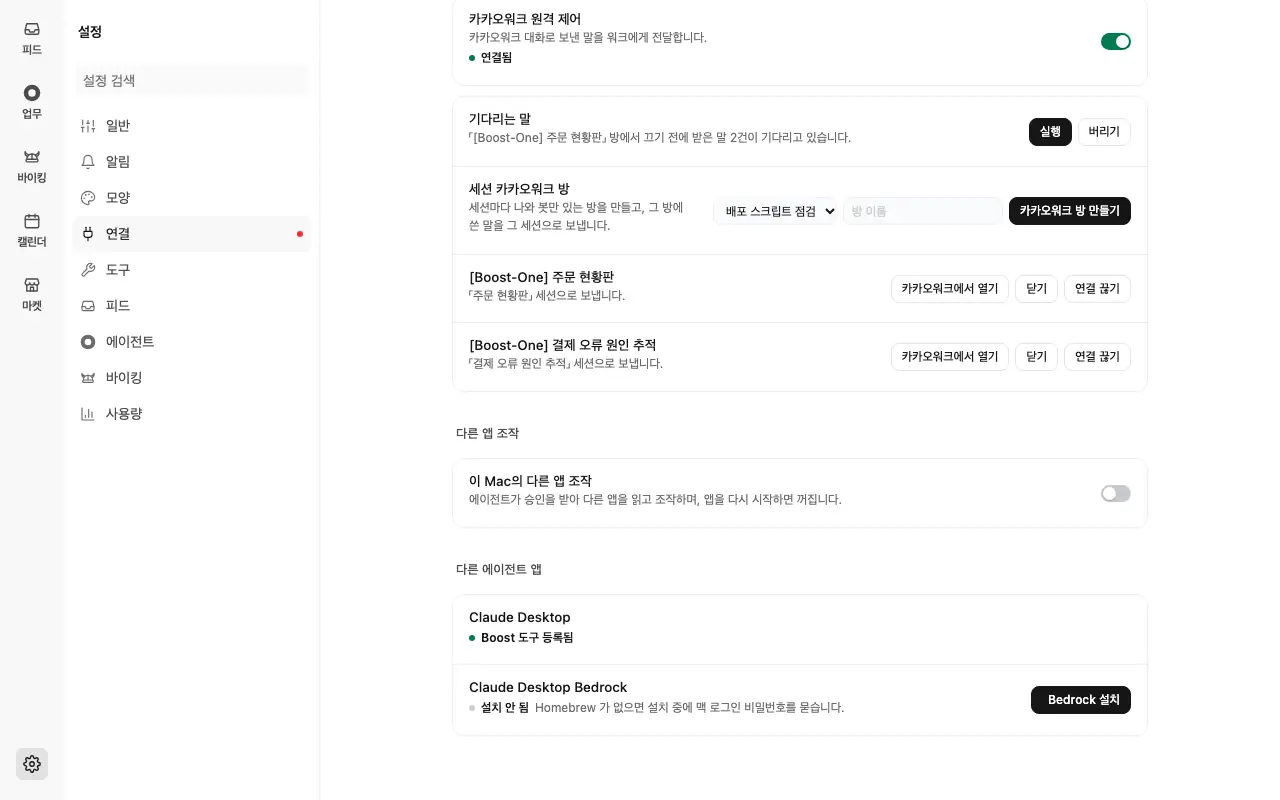 피드
업무
바이킹
캘린더
마켓
설정
설정 검색
일반
알림
모양
연결
도구
피드
에이전트
바이킹
사용량
카카오워크 원격 제어
카카오워크 대화로 보낸 말을 워크에게 전달합니다.
연결됨
기다리는 말
「[Boost-One] 주문 현황판」 방에서 끄기 전에 받은 말 2건이 기다리고 있습니다.
실행
버리기
세션 카카오워크 방
세션마다 나와 봇만 있는 방을 만들고, 그 방에
쓴 말을 그 세션으로 보냅니다.
배포 스크립트 점검
방 이름
카카오워크 방 만들기
[Boost-One] 주문 현황판
「주문 현황판」 세션으로 보냅니다.
카카오워크에서 열기
닫기
연결 끊기
[Boost-One] 결제 오류 원인 추적
「결제 오류 원인 추적」 세션으로 보냅니다.
카카오워크에서 열기
닫기
연결 끊기
다른 앱 조작
이 Mac의 다른 앱 조작
에이전트가 승인을 받아 다른 앱을 읽고 조작하며, 앱을 다시 시작하면 꺼집니다.
다른 에이전트 앱
Claude Desktop
Boost 도구 등록됨
Claude Desktop Bedrock
설치 안 됨 Homebrew 가 없으면 설치 중에 맥 로그인 비밀번호를 묻습니다.
Bedrock 설치